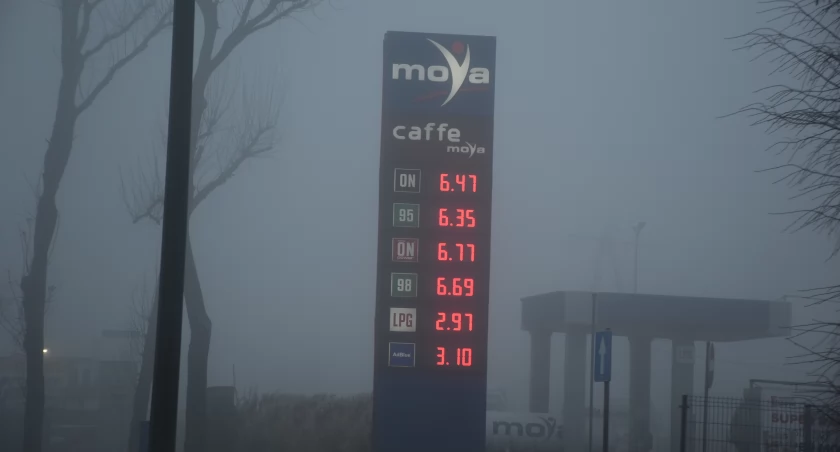 moya
caffe
moya
ON 6.47
95 6.35
ON 6.77
98 6.69
LPG 2.97
AdBlue 3.10
moya